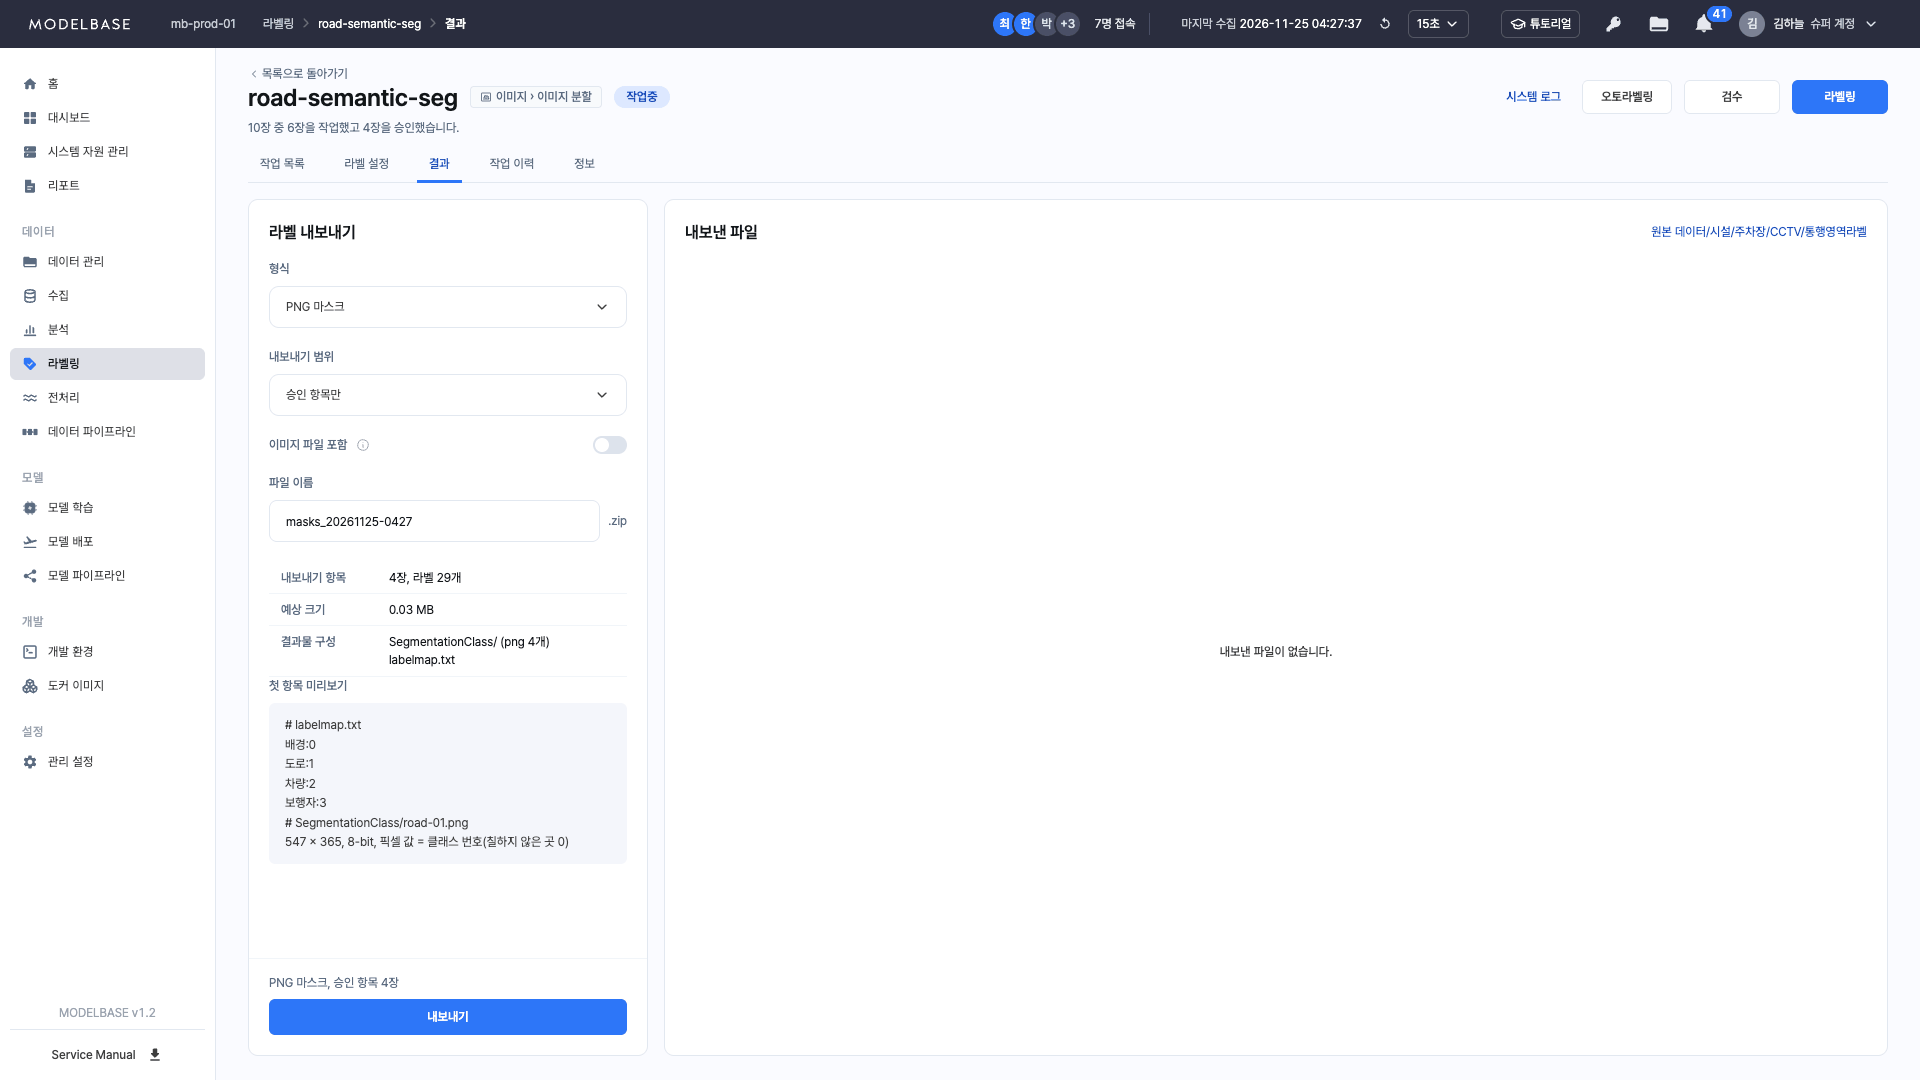 MODELBASE
mb-prod-01
라벨링 > road-semantic-seg > 결과
최 한 박 +3 7명 접속
마지막 수집 2026-11-25 04:27:37
15초
튜토리얼
41
김 김하늘 슈퍼 계정
홈
대시보드
시스템 자원 관리
리포트
데이터
데이터 관리
수집
분석
라벨링
전처리
데이터 파이프라인
모델
모델 학습
모델 배포
모델 파이프라인
개발
개발 환경
도커 이미지
설정
관리 설정
MODELBASE v1.2
Service Manual
목록으로 돌아가기
road-semantic-seg
이미지 › 이미지 분할
작업중
10장 중 6장을 작업했고 4장을 승인했습니다.
시스템 로그
오토라벨링
검수
라벨링
작업 목록
라벨 설정
결과
작업 이력
정보
라벨 내보내기
형식
PNG 마스크
내보내기 범위
승인 항목만
이미지 파일 포함
파일 이름
masks_20261125-0427
.zip
내보내기 항목 4장, 라벨 29개
예상 크기 0.03 MB
결과물 구성 SegmentationClass/ (png 4개)
labelmap.txt
첫 항목 미리보기
# labelmap.txt
배경:0
도로:1
차량:2
보행자:3
# SegmentationClass/road-01.png
547 × 365, 8-bit, 픽셀 값 = 클래스 번호(칠하지 않은 곳 0)
PNG 마스크, 승인 항목 4장
내보내기
내보낸 파일
원본 데이터/시설/주차장/CCTV/통행영역라벨
내보낸 파일이 없습니다.